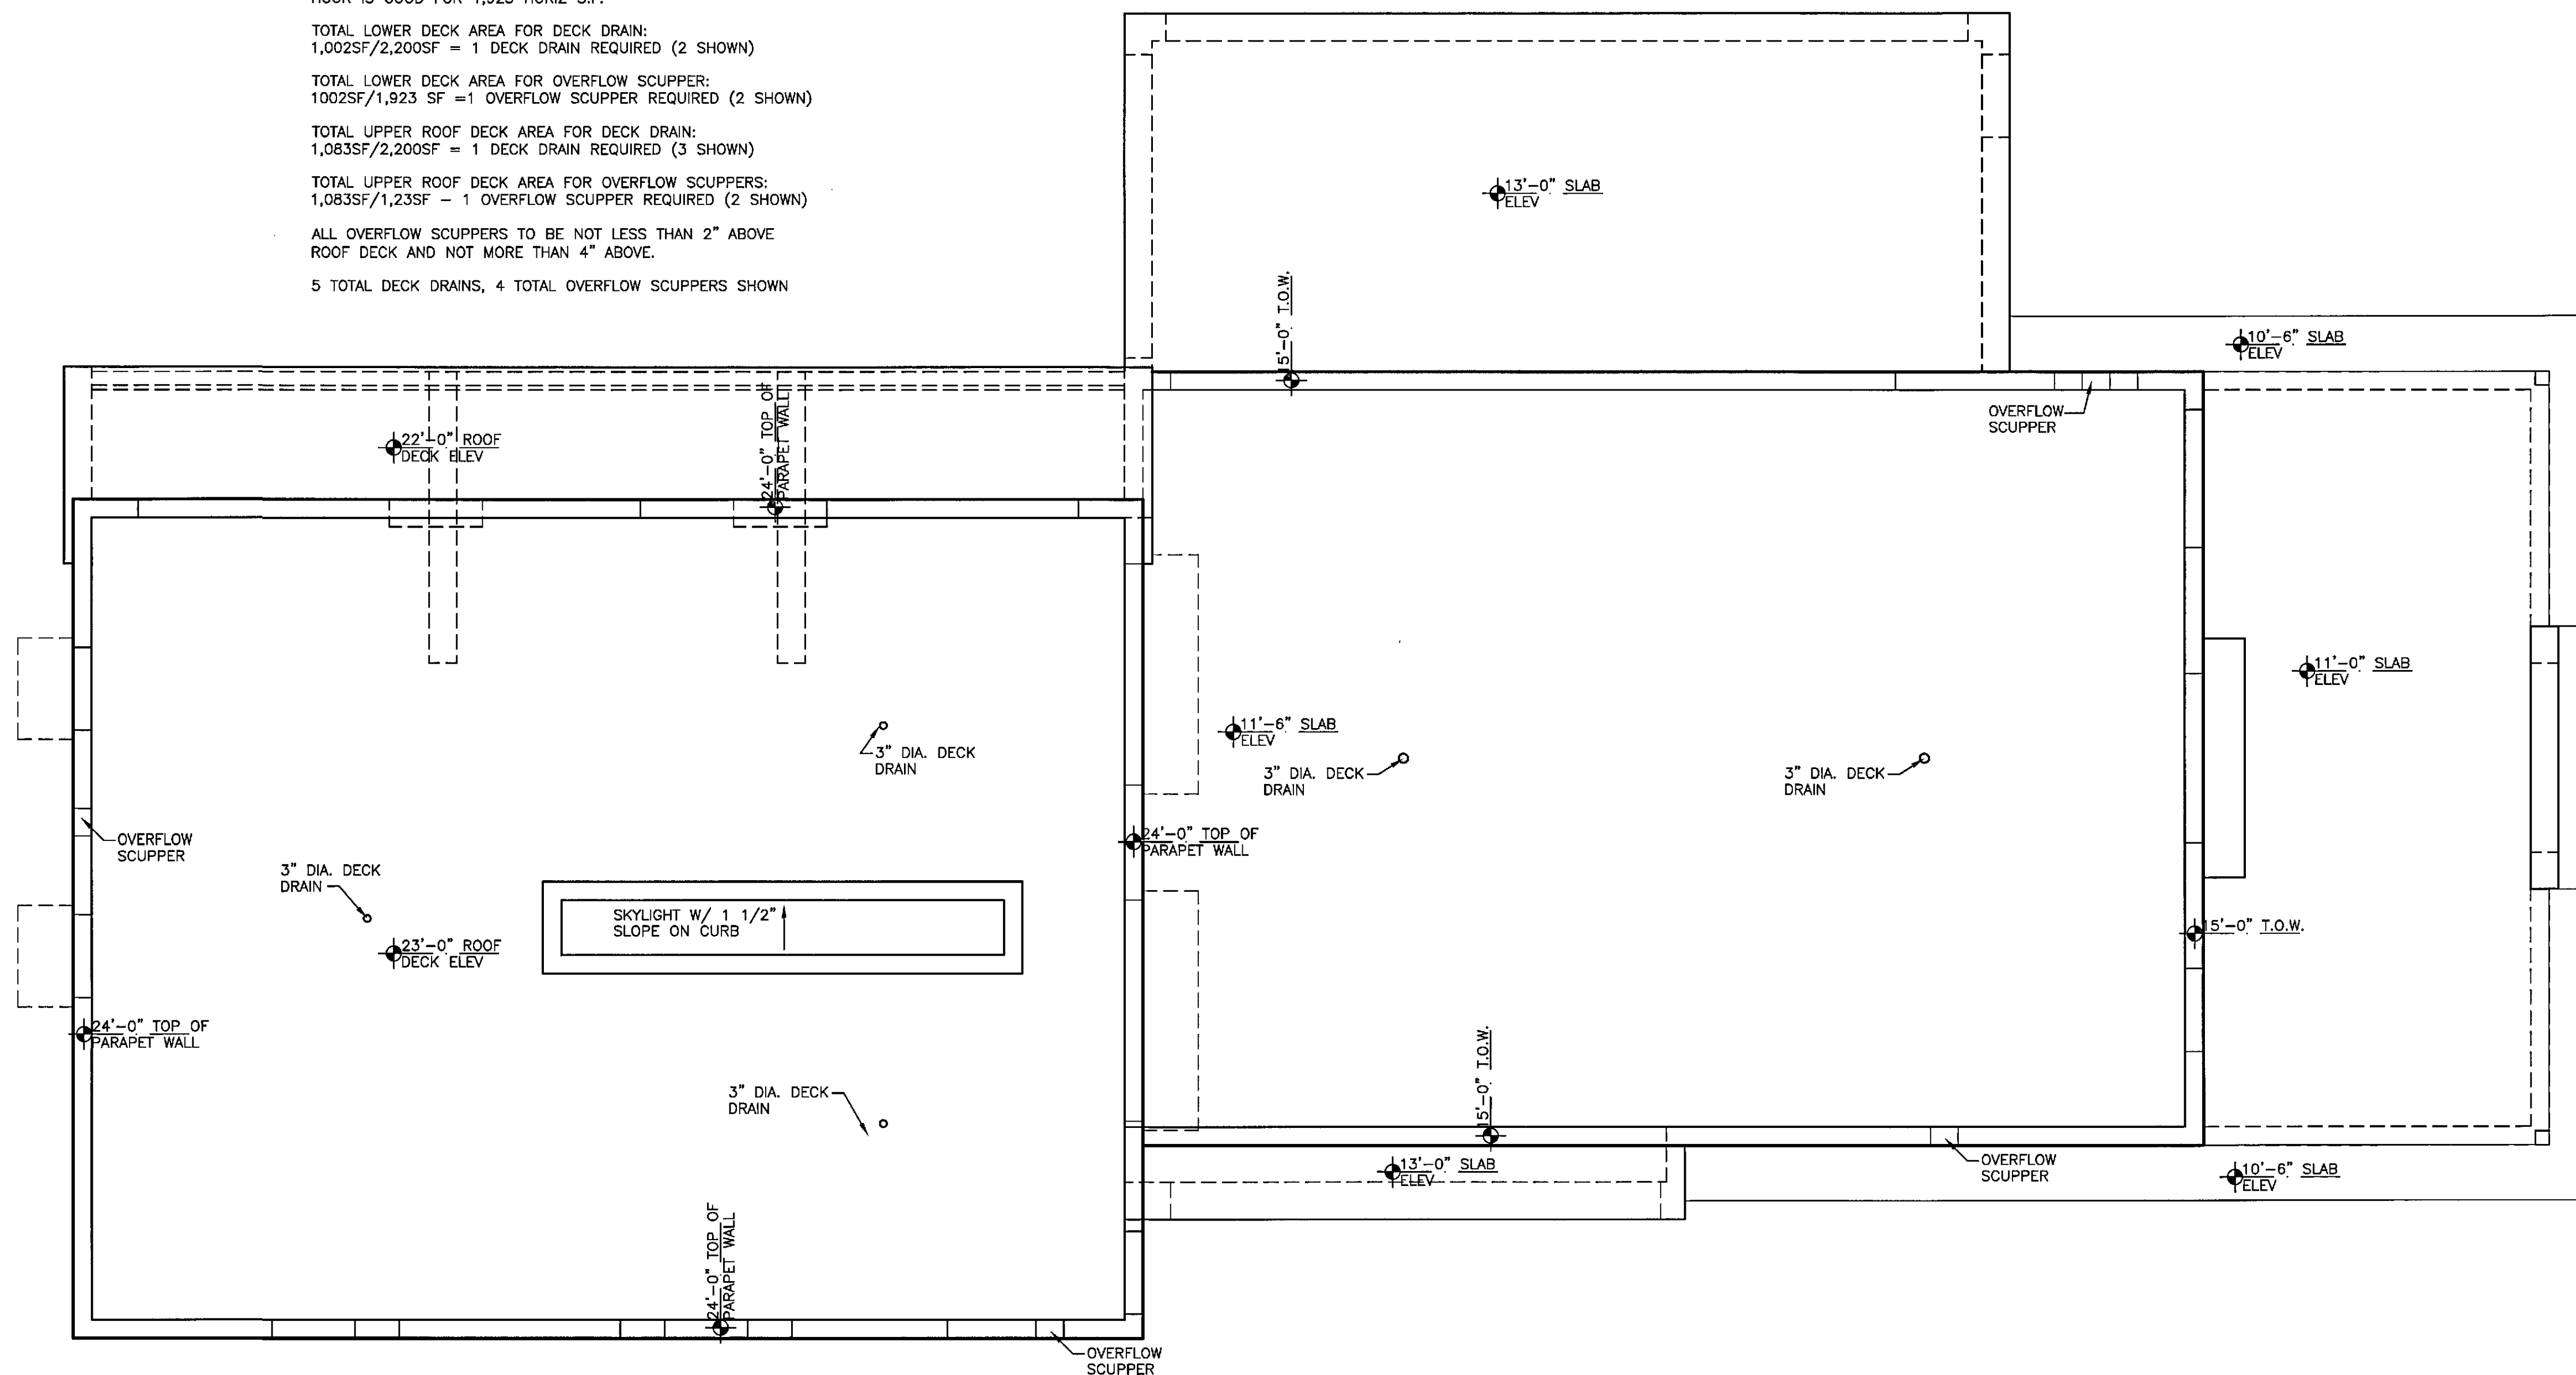 TOTAL LOWER DECK AREA FOR DECK DRAIN:
1,002SF/2,200SF = 1 DECK DRAIN REQUIRED (2 SHOWN)
TOTAL LOWER DECK AREA FOR OVERFLOW SCUPPER:
1002SF/1,923 SF =1 OVERFLOW SCUPPER REQUIRED (2 SHOWN)
TOTAL UPPER ROOF DECK AREA FOR DECK DRAIN:
1,083SF/2,200SF = 1 DECK DRAIN REQUIRED (3 SHOWN)
TOTAL UPPER ROOF DECK AREA FOR OVERFLOW SCUPPERS:
1,083SF/1,23SF - 1 OVERFLOW SCUPPER REQUIRED (2 SHOWN)
ALL OVERFLOW SCUPPERS TO BE NOT LESS THAN 2" ABOVE
ROOF DECK AND NOT MORE THAN 4" ABOVE.
5 TOTAL DECK DRAINS, 4 TOTAL OVERFLOW SCUPPERS SHOWN
13'-0" SLAB
ELEV
15'-0" T.O.W.
10'-6" SLAB
ELEV
OVERFLOW
SCUPPER
22'-0" ROOF
DECK ELEV
24'-0" TOP OF
PARAPET WALL
11'-0" SLAB
ELEV
11'-6" SLAB
ELEV
3" DIA. DECK
DRAIN
3" DIA. DECK
DRAIN
3" DIA. DECK
DRAIN
OVERFLOW
SCUPPER
24'-0" TOP OF
PARAPET WALL
3" DIA. DECK
DRAIN
SKYLIGHT W/ 1 1/2"
SLOPE ON CURB
23'-0" ROOF
DECK ELEV
15'-0" T.O.W.
24'-0" TOP OF
PARAPET WALL
3" DIA. DECK
DRAIN
15'-0" T.O.W.
13'-0" SLAB
ELEV
OVERFLOW
SCUPPER
10'-6" SLAB
ELEV
24'-0" TOP OF
PARAPET WALL
OVERFLOW
SCUPPER